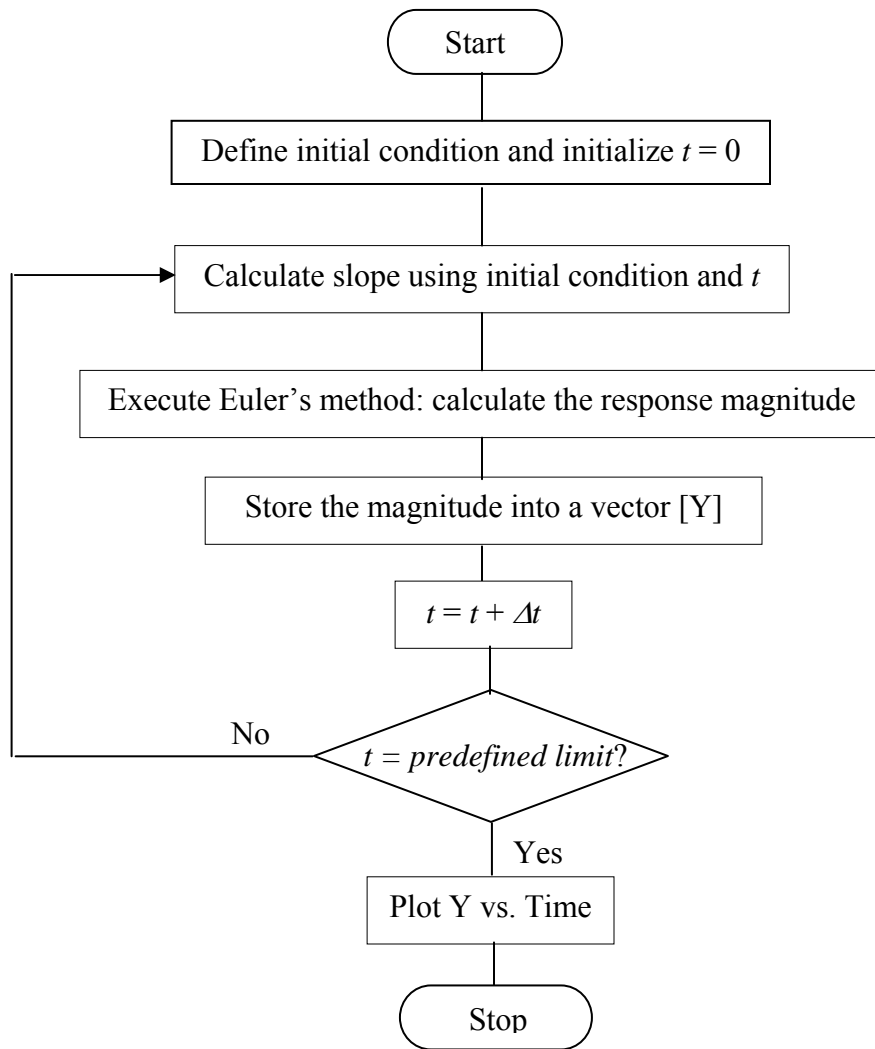 Start
Define initial condition and initialize t = 0
Calculate slope using initial condition and t
Execute Euler’s method: calculate the response magnitude
Store the magnitude into a vector [Y]
t = t + Δt
No
t = predefined limit?
Yes
Plot Y vs. Time
Stop